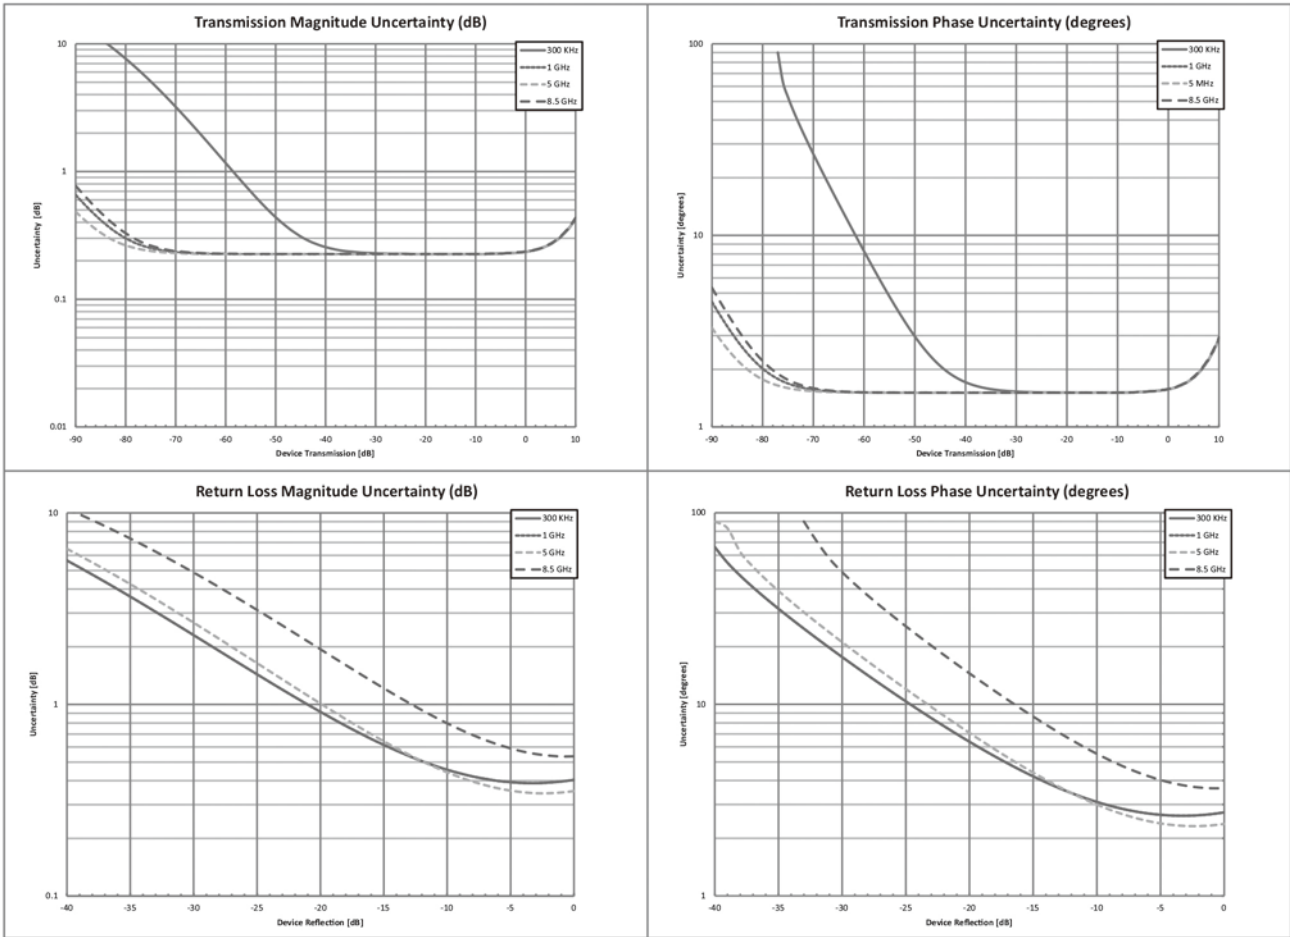 Transmission Magnitude Uncertainty (dB)
10
1
0.1
0.01
Uncertainty [dB]
300 KHz
1 GHz
5 GHz
8.5 GHz
-90 -80 -70 -60 -50 -40 -30 -20 -10 0 10
Device Transmission [dB]
Transmission Phase Uncertainty (degrees)
100
10
1
Uncertainty [degrees]
300 KHz
1 GHz
5 MHz
8.5 GHz
-90 -80 -70 -60 -50 -40 -30 -20 -10 0 10
Device Transmission [dB]
Return Loss Magnitude Uncertainty (dB)
10
1
0.1
Uncertainty [dB]
300 KHz
1 GHz
5 GHz
8.5 GHz
-40 -35 -30 -25 -20 -15 -10 -5 0
Device Reflection [dB]
Return Loss Phase Uncertainty (degrees)
100
10
1
Uncertainty [degrees]
300 KHz
1 GHz
5 GHz
8.5 GHz
-40 -35 -30 -25 -20 -15 -10 -5 0
Device Reflection [dB]